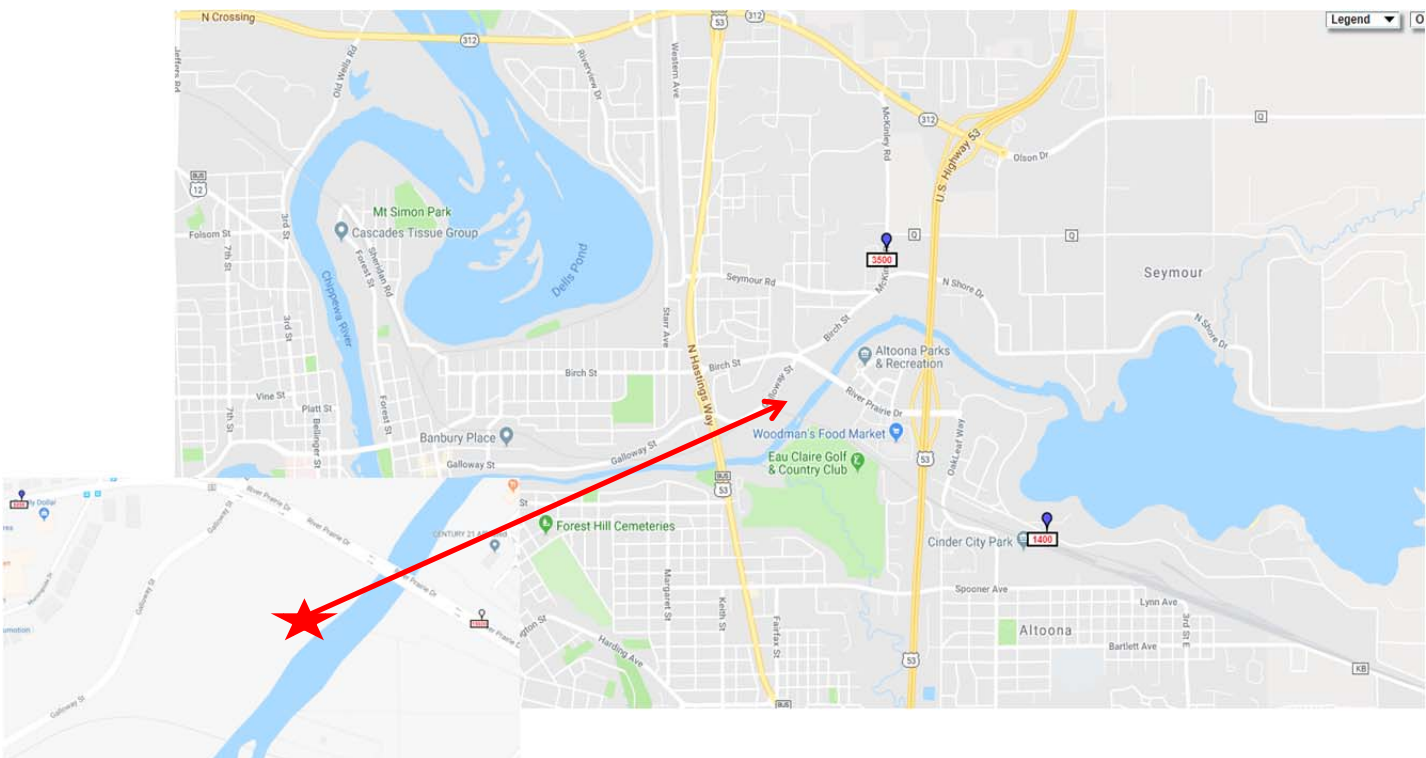 N Crossing
312
53
312
Legend
O
Jeffers Rd
Old Wells Rd
Riverview Dr
Western Ave
McKinley Rd
312
Q
U.S. Highway 53
Olson Dr
BUS
12
3rd St
Mt Simon Park
Cascades Tissue Group
Folsom St
7th St
Sheridan Rd
Forest St
Dells Pond
Q
Q
3500
Seymour
Seymour Rd
N Shore Dr
Chippewa River
Starr Ave
N Hastings Way
Birch St
N Shore Dr
3rd St
Altoona Parks
& Recreation
Birch St
Birch St
Galloway St
River Prairie Dr
Vine St
Platt St
7th St
Bellinger St
Forest St
Banbury Place
Galloway St
Galloway St
Woodman's Food Market
Eau Claire Golf
& Country Club
OakLeaf Way
53
BUS
53
River Prairie Dr
River Prairie Dr
Galloway St
St
CENTURY 21
Forest Hill Cemeteries
Cinder City Park
1400
Galloway St
Prairie Dr
Margaret St
Keith St
Fairfax St
Spooner Ave
Lynn Ave
3rd St E
Altoona
Bartlett Ave
Harding Ave
53
KB
Galloway St
BUS